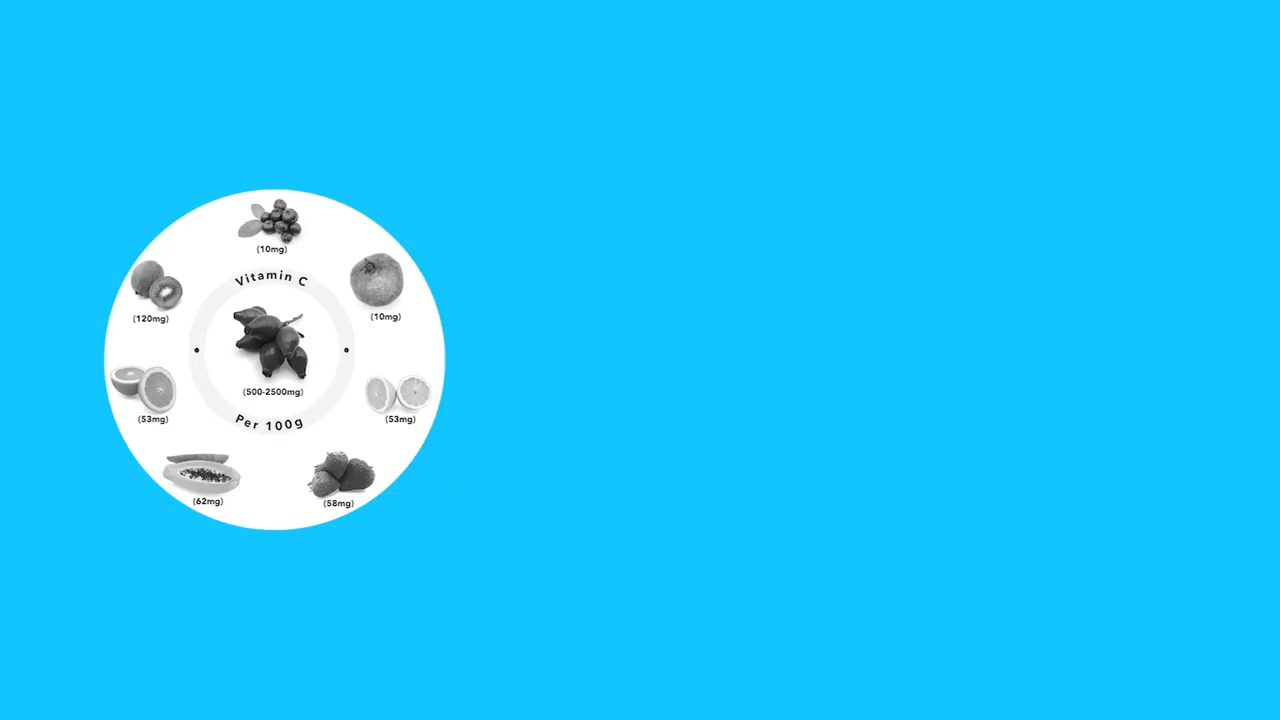 (10mg)
Vitamin C
(120mg)
(10mg)
(500-2500mg)
(53mg)
(53mg)
Per 100g
(62mg)
(58mg)